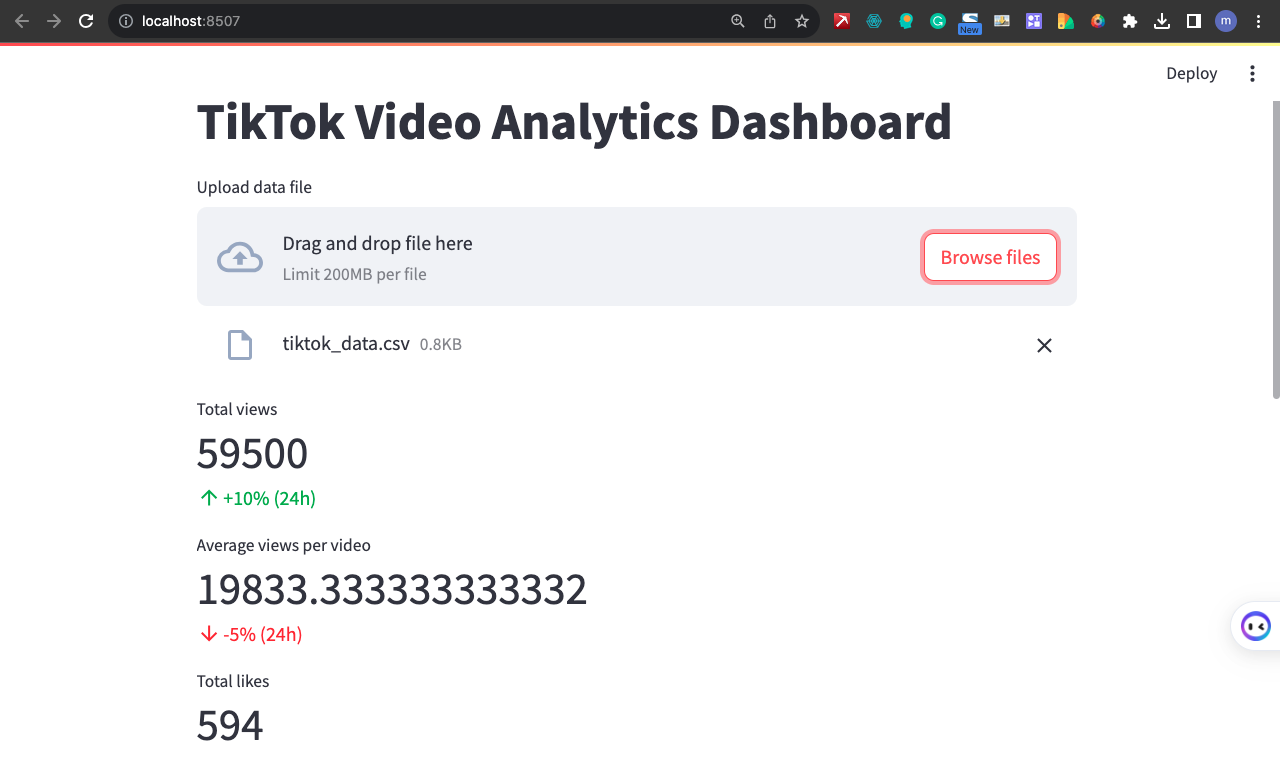 localhost:8507
New
m
Deploy
TikTok Video Analytics Dashboard
Upload data file
Drag and drop file here
Limit 200MB per file
Browse files
tiktok_data.csv 0.8KB
Total views
59500
+10% (24h)
Average views per video
19833.333333333332
-5% (24h)
Total likes
594